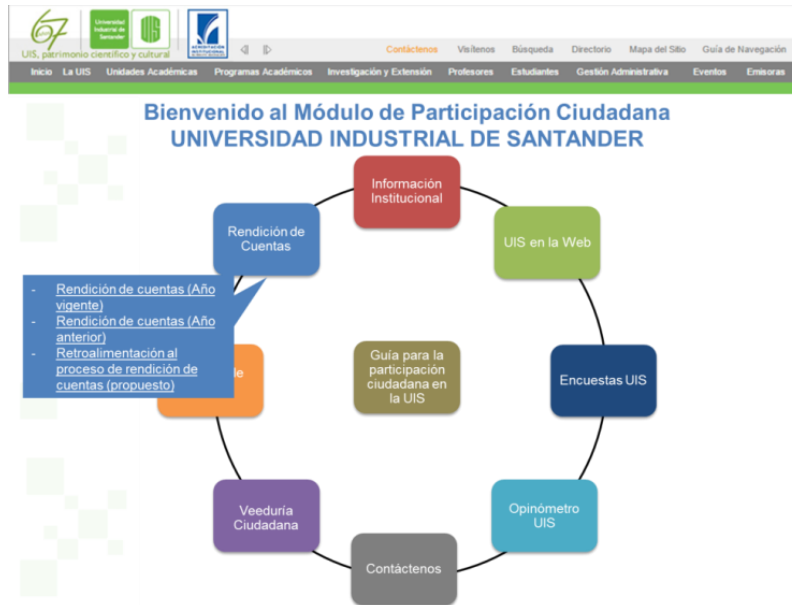 67
Universidad
Industrial de
Santander
UIS
ACREDITACIÓN
INSTITUCIONAL
UIS, patrimonio científico y cultural
Contáctenos Visítenos Búsqueda Directorio Mapa del Sitio Guía de Navegación
Inicio La UIS Unidades Académicas Programas Académicos Investigación y Extensión Profesores Estudiantes Gestión Administrativa Eventos Emisoras
Bienvenido al Módulo de Participación Ciudadana
UNIVERSIDAD INDUSTRIAL DE SANTANDER
Información
Institucional
Rendición de
Cuentas
UIS en la Web
- Rendición de cuentas (Año
vigente)
- Rendición de cuentas (Año
anterior)
- Retroalimentación al
proceso de rendición de
cuentas (propuesto)
Guía para la
participación
ciudadana en
la UIS
Encuestas UIS
Veeduría
Ciudadana
Opinómetro
UIS
Contáctenos